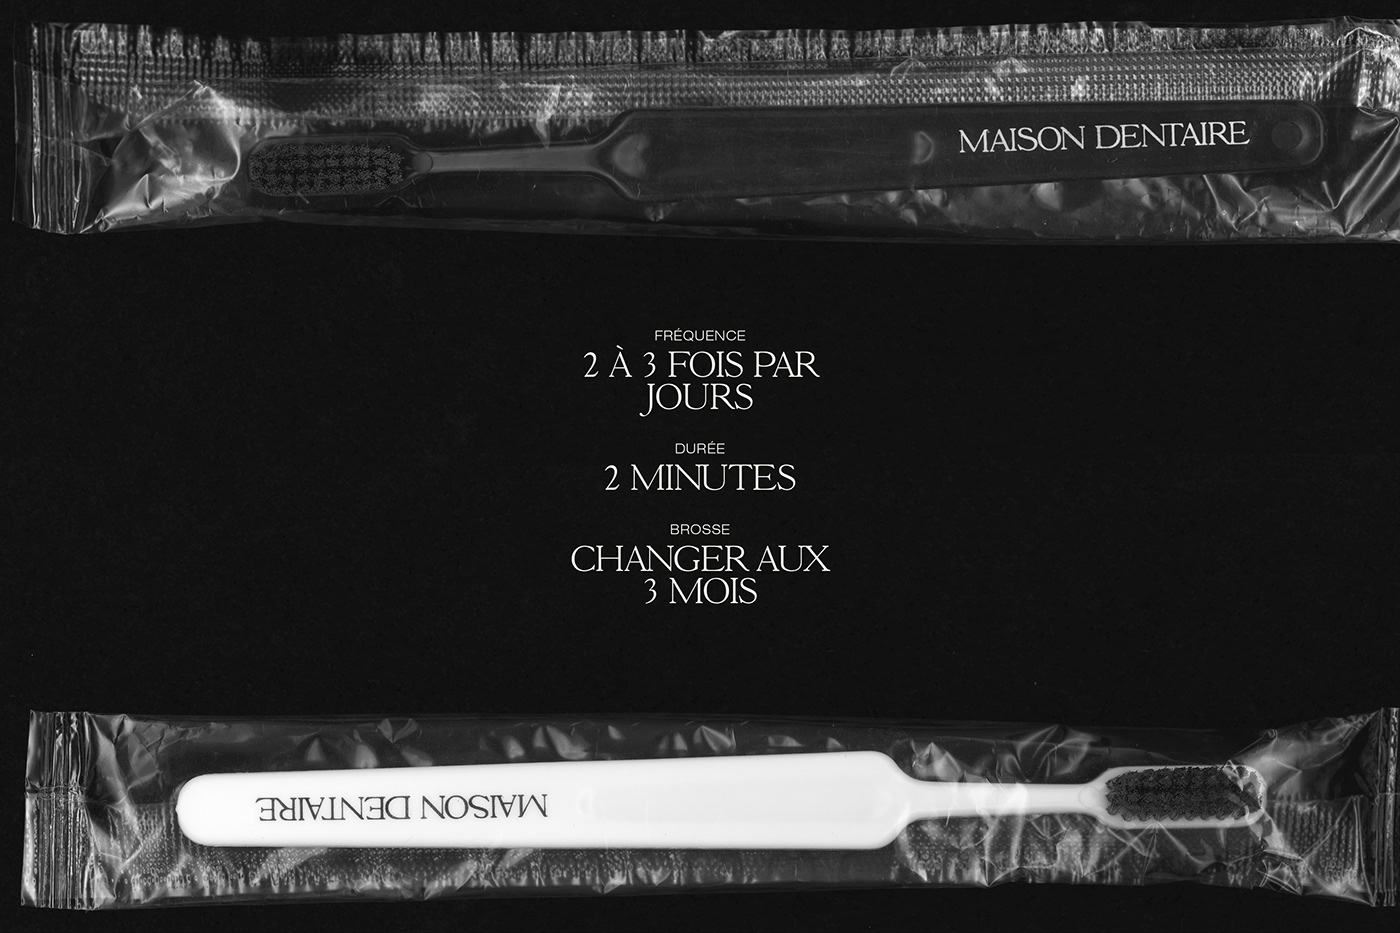 MAISON DENTAIRE
FRÉQUENCE
2 À 3 FOIS PAR
JOURS
DURÉE
2 MINUTES
BROSSE
CHANGER AUX
3 MOIS
MAISON DENTAIRE